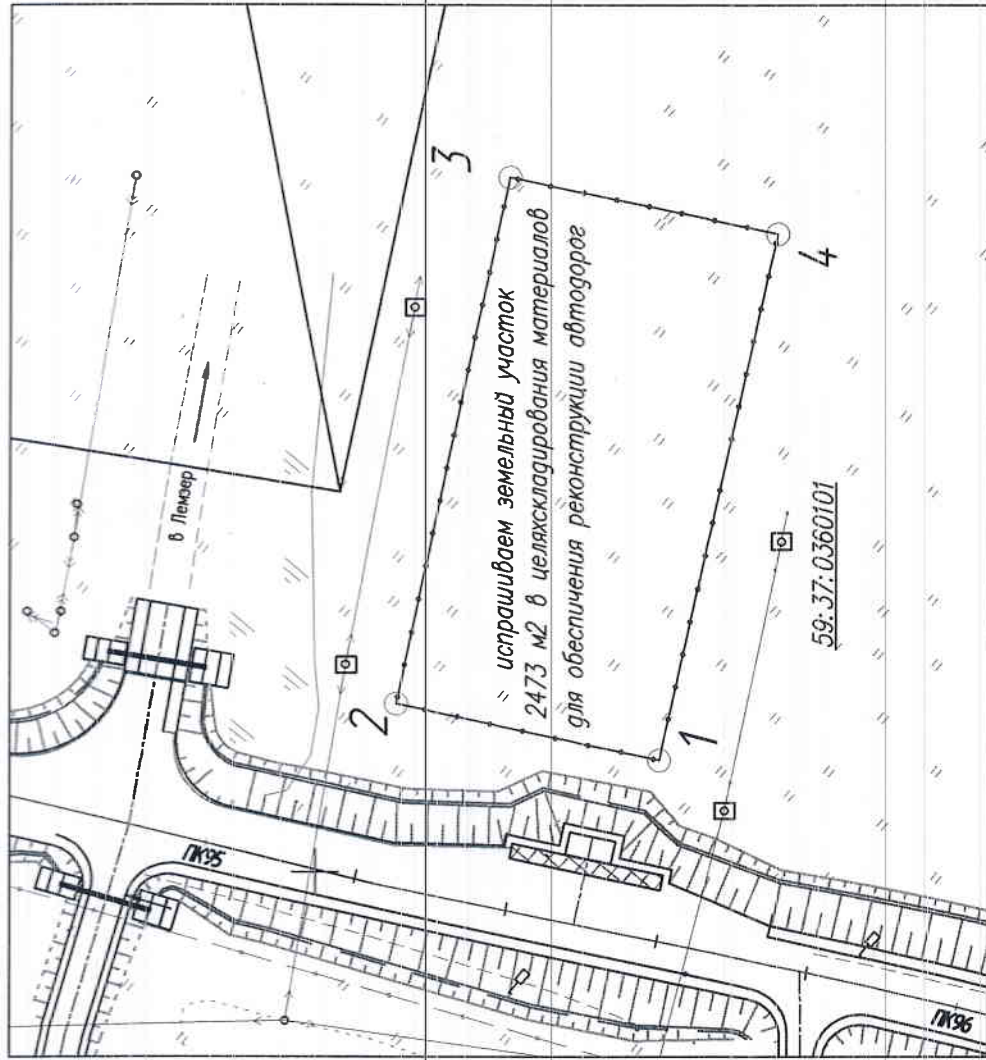 в Лемзер
3
испрашиваем земельный участок
2473 м2 в целяхскладирования материалов
для обеспичения реконструкции автодорог
2
4
1
59:37:0360101
ПК95
ПК96